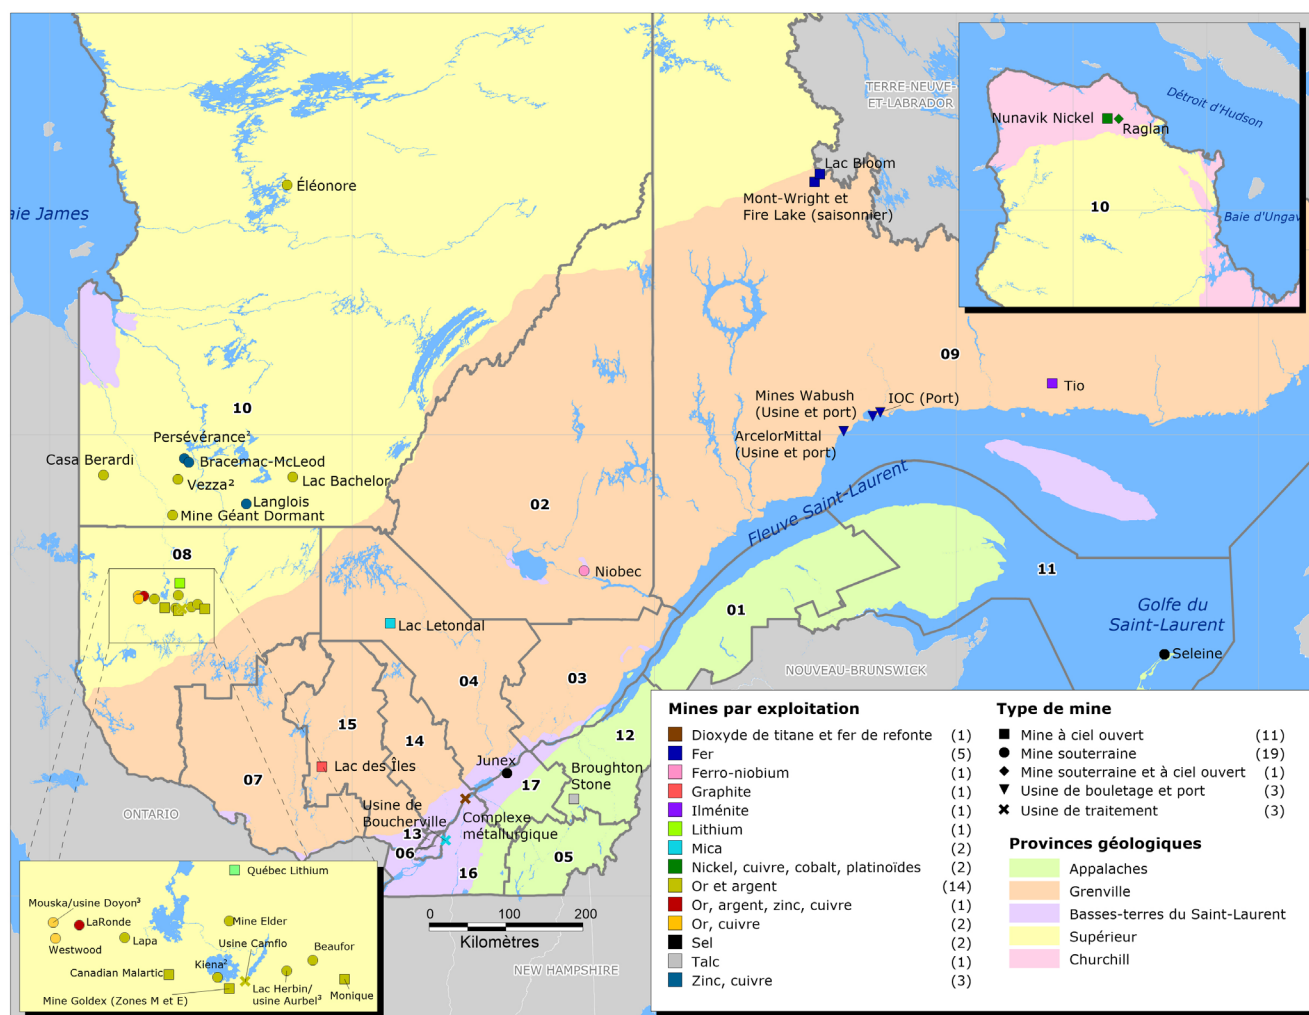 TERRE-NEUVE-
ET-LABRADOR
Détroit d'Hudson
Nunavik Nickel
Raglan
10
Baie d'Ungav
Lac Bloom
Mont-Wright et
Fire Lake (saisonnier)
Éléonore
aie James
09
Tio
Mines Wabush
(Usine et port)
IOC (Port)
ArcelorMittal
(Usine et port)
10
Persévérance¹
Casa Berardi
Bracemac-McLeod
Vezza²
Lac Bachelor
Langlois
Mine Géant Dormant
02
Fleuve Saint-Laurent
08
Niobec
11
01
Golfe du
Saint-Laurent
Seleine
Lac Letondal
NOUVEAU-BRUNSWICK
04
03
15
14
12
07
Lac des Îles
Junex
17
Broughton
Stone
ONTARIO
Usine de
Boucherville
Complexe
métallurgique
13
06
16
05
0 100 200
Kilomètres
NEW HAMPSHIRE
Québec Lithium
Mouska/usine Doyon³
LaRonde
Mine Elder
Westwood
Lapa
Usine Camflo
Beaufor
Canadian Malartic
Kiena²
Mine Goldex (Zones M et E)
Lac Herbin/
usine Aurbel³
Monique
Mines par exploitation
Dioxyde de titane et fer de refonte (1)
Fer (5)
Ferro-niobium (1)
Graphite (1)
Ilménite (1)
Lithium (1)
Mica (2)
Nickel, cuivre, cobalt, platinoïdes (2)
Or et argent (14)
Or, argent, zinc, cuivre (1)
Or, cuivre (2)
Sel (2)
Talc (1)
Zinc, cuivre (3)
Type de mine
Mine à ciel ouvert (11)
Mine souterraine (19)
Mine souterraine et à ciel ouvert (1)
Usine de bouletage et port (3)
Usine de traitement (3)
Provinces géologiques
Appalaches
Grenville
Basses-terres du Saint-Laurent
Supérieur
Churchill